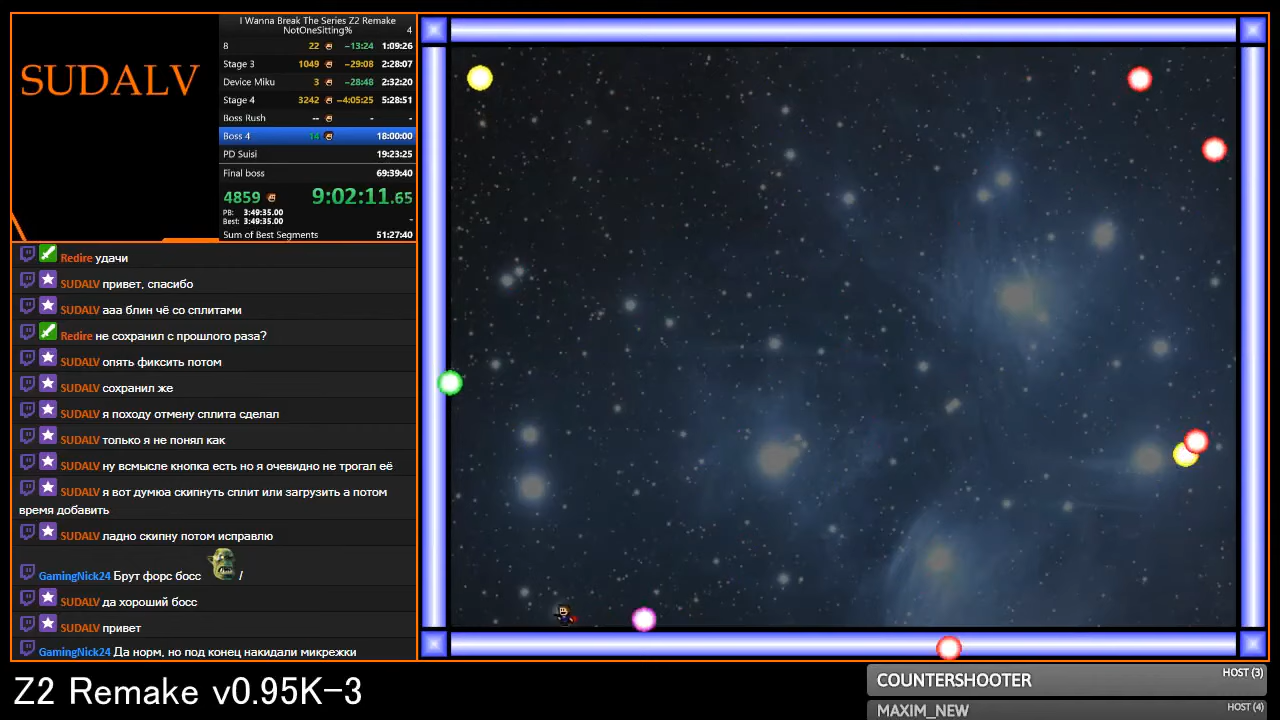 SUDALV
I Wanna Break The Series Z2 Remake
NotOneSitting% 4
8 22 −13:24 1:09:26
Stage 3 1049 −29:08 2:28:07
Device Miku 3 −28:48 2:32:20
Stage 4 3242 −4:05:25 5:28:51
Boss Rush -- - -
Boss 4 14 18:00:00
PD Suisi 19:23:25
Final boss 69:39:40
4859 9:02:11.65
PB: 3:49:35.00
Best: 3:49:35.00 -
Sum of Best Segments 51:27:40
Redire удачи
SUDALV привет, спасибо
SUDALV ааа блин чё со сплитами
Redire не сохранил с прошлого раза?
SUDALV опять фиксить потом
SUDALV сохранил же
SUDALV я походу отмену сплита сделал
SUDALV только я не понял как
SUDALV ну всмысле кнопка есть но я очевидно не трогал её
SUDALV я вот думюа скипнуть сплит или загрузить а потом
время добавить
SUDALV ладно скипну потом исправлю
GamingNick24 Брут форс босс /
SUDALV да хороший босс
SUDALV привет
GamingNick24 Да норм, но под конец накидали микрежки
Z2 Remake v0.95K-3
COUNTERSHOOTER HOST (3)
MAXIM_NEW HOST (4)